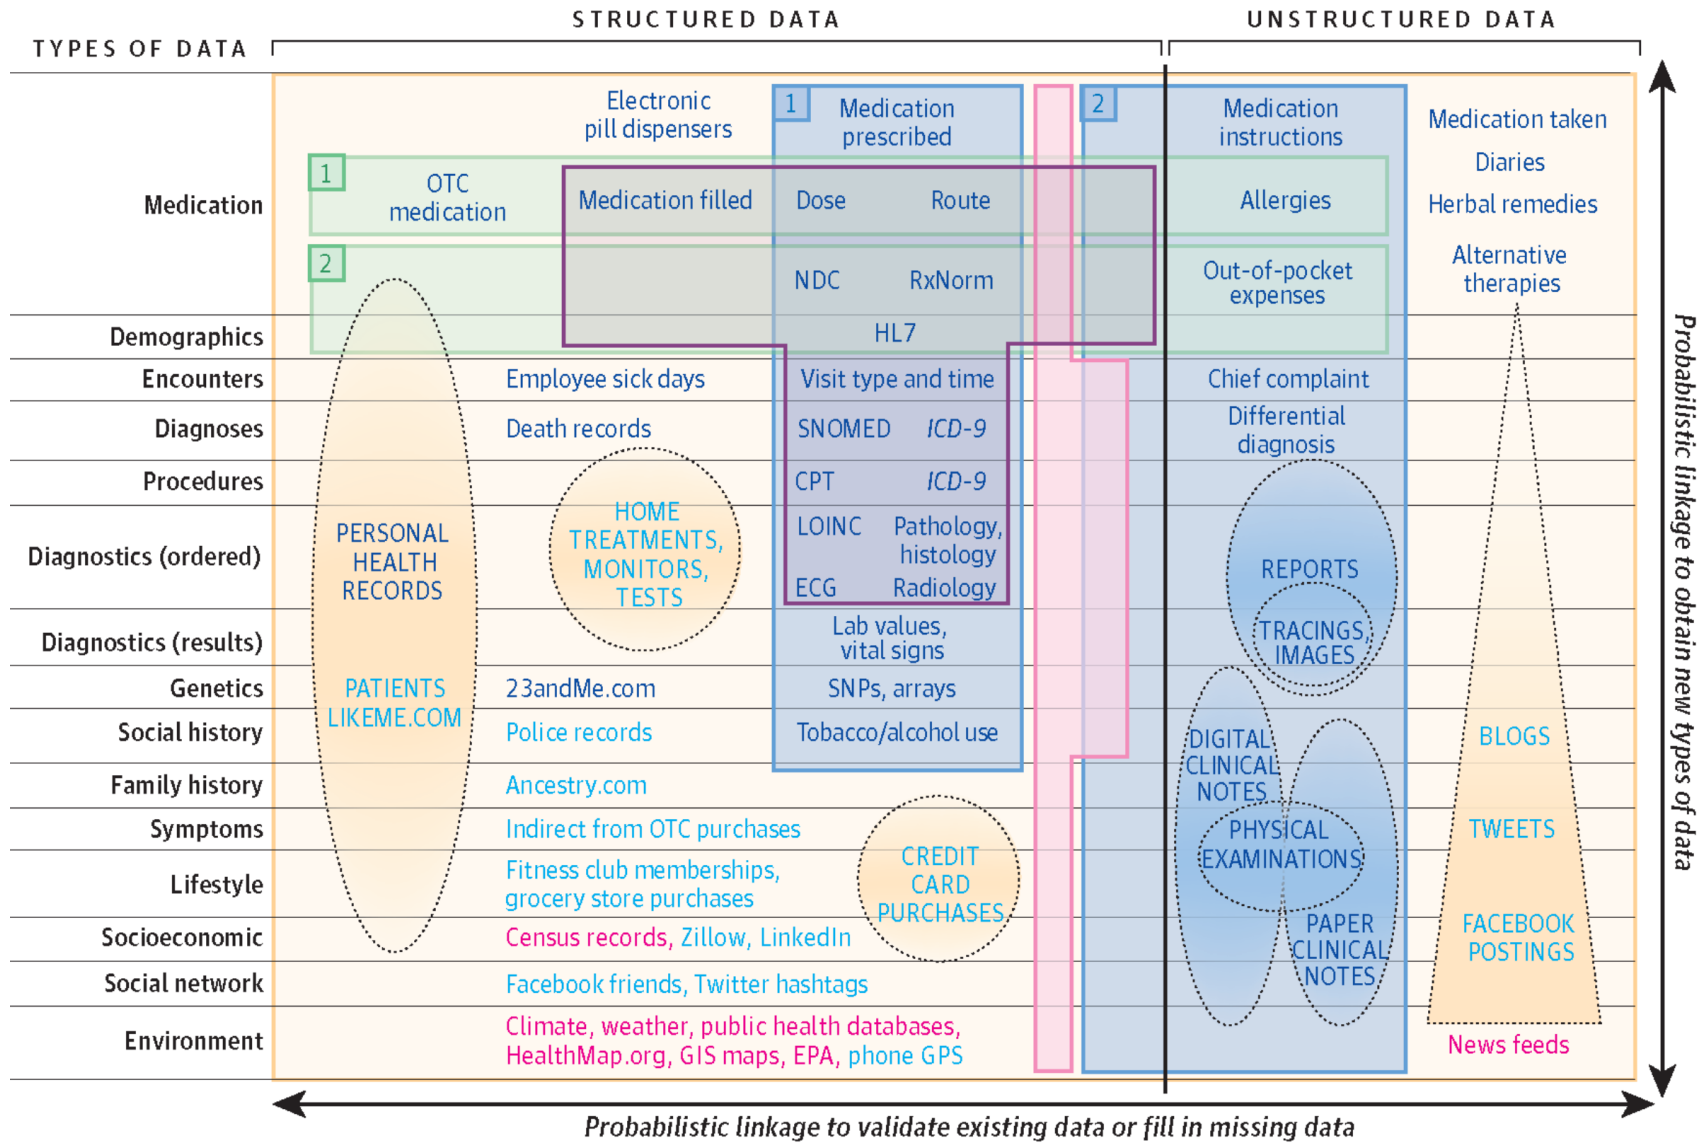 STRUCTURED DATA
UNSTRUCTURED DATA
TYPES OF DATA
Electronic
pill dispensers
1
Medication
prescribed
2
Medication
instructions
Medication taken
Diaries
Herbal remedies
Alternative
therapies
Medication
1
OTC
medication
Medication filled
Dose
Route
Allergies
2
NDC
RxNorm
Out-of-pocket
expenses
Demographics
HL7
Encounters
Employee sick days
Visit type and time
Chief complaint
Diagnoses
Death records
SNOMED
ICD-9
Differential
diagnosis
Procedures
CPT
ICD-9
Diagnostics (ordered)
PERSONAL
HEALTH
RECORDS
HOME
TREATMENTS,
MONITORS,
TESTS
LOINC
Pathology,
histology
ECG
Radiology
REPORTS
Diagnostics (results)
Lab values,
vital signs
TRACINGS,
IMAGES
Genetics
PATIENTS
LIKEME.COM
23andMe.com
SNPs, arrays
Social history
Police records
Tobacco/alcohol use
DIGITAL
CLINICAL
NOTES
BLOGS
Family history
Ancestry.com
Symptoms
Indirect from OTC purchases
PHYSICAL
EXAMINATIONS
TWEETS
Lifestyle
Fitness club memberships,
grocery store purchases
CREDIT
CARD
PURCHASES
Socioeconomic
Census records, Zillow, LinkedIn
PAPER
CLINICAL
NOTES
FACEBOOK
POSTINGS
Social network
Facebook friends, Twitter hashtags
Environment
Climate, weather, public health databases,
HealthMap.org, GIS maps, EPA, phone GPS
News feeds
Probabilistic linkage to obtain new types of data
Probabilistic linkage to validate existing data or fill in missing data